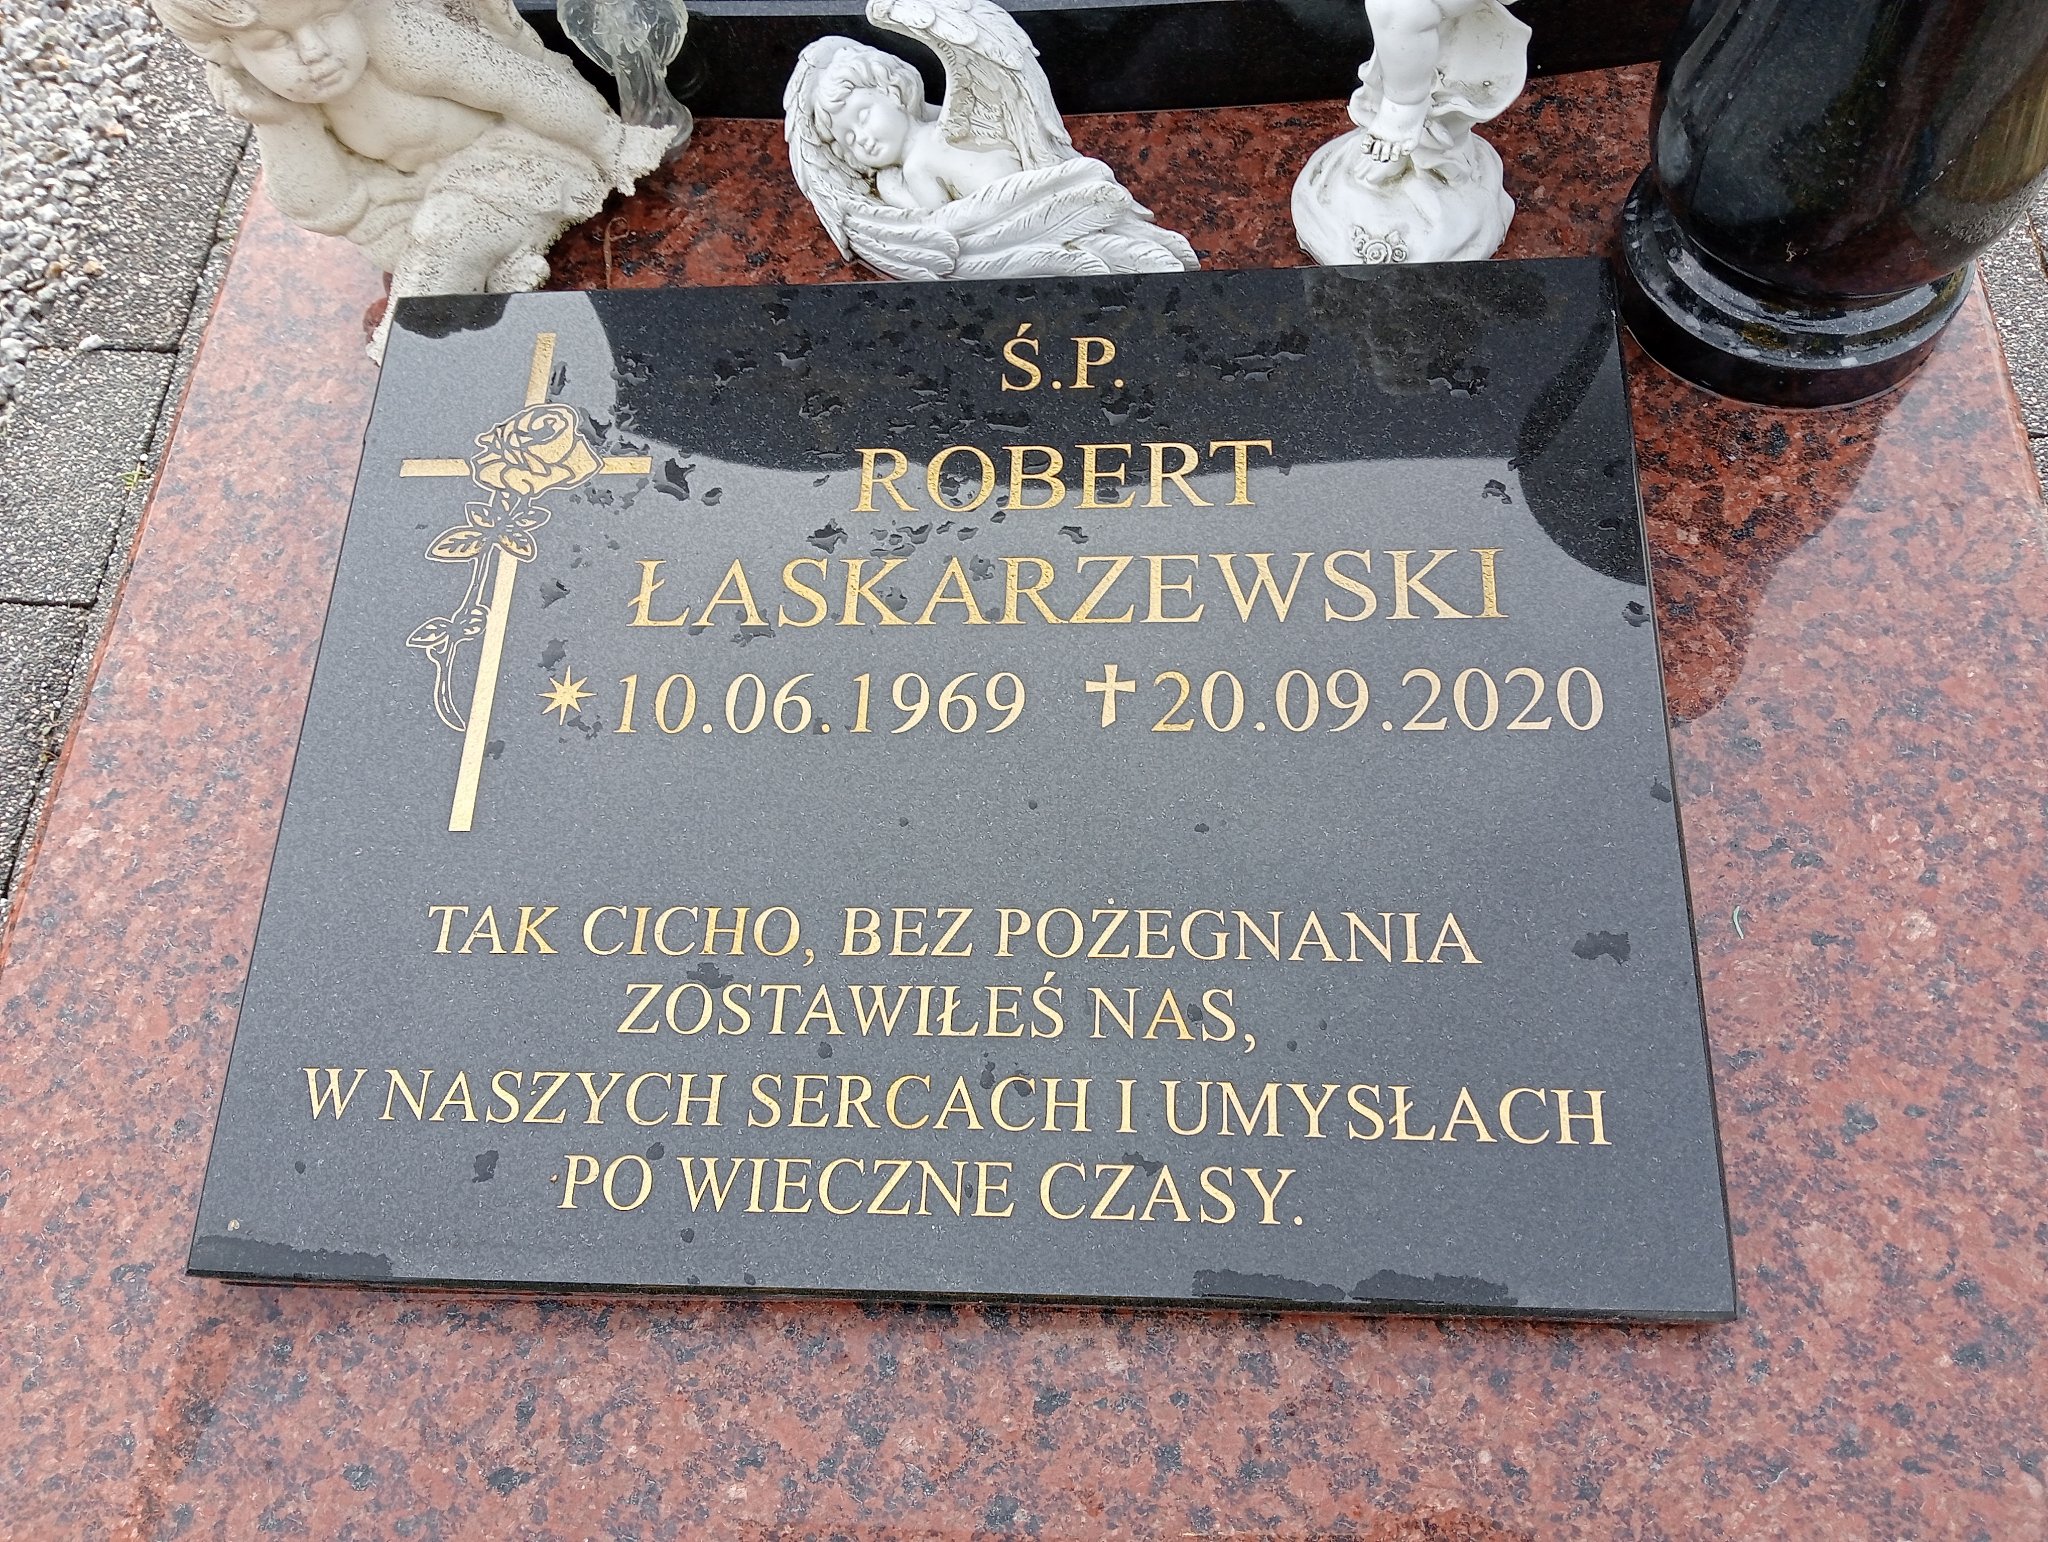 Ś.P.
ROBERT
ŁASKARZEWSKI
*10.06.1969 ✝20.09.2020
TAK CICHO, BEZ POŻEGNANIA
ZOSTAWIŁEŚ NAS,
W NASZYCH SERCACH I UMYSŁACH
PO WIECZNE CZASY.